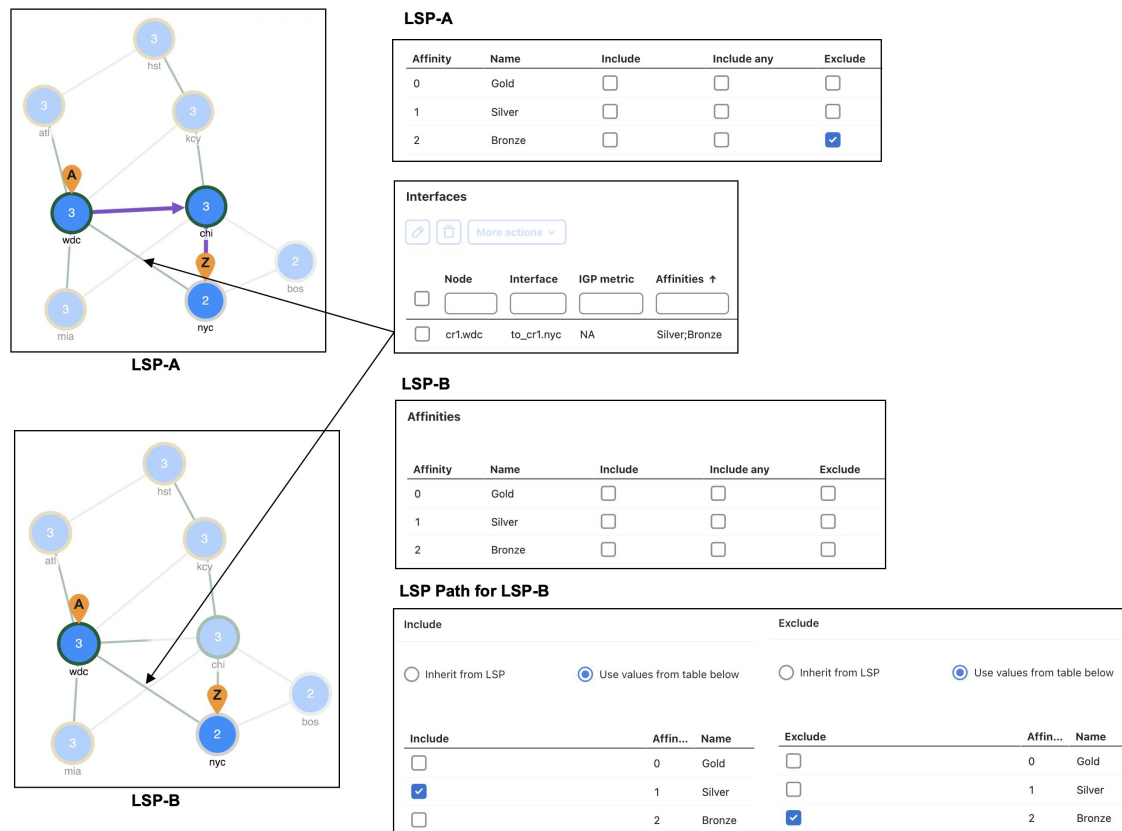 LSP-A
3
hst
3
atl
3
kcy
A
3
wdc
3
chi
Z
2
bos
3
mia
2
nyc
LSP-A
Affinity Name Include Include any Exclude
0 Gold
1 Silver
2 Bronze
Interfaces
More actions
Node Interface IGP metric Affinities ↑
cr1.wdc to_cr1.nyc NA Silver;Bronze
LSP-B
Affinities
Affinity Name Include Include any Exclude
0 Gold
1 Silver
2 Bronze
3
hst
3
atl
3
kcy
A
3
wdc
3
chi
Z
2
bos
3
mia
2
nyc
LSP-B
LSP Path for LSP-B
Include
Inherit from LSP Use values from table below
Include Affin... Name
0 Gold
1 Silver
2 Bronze
Exclude
Inherit from LSP Use values from table below
Exclude Affin... Name
0 Gold
1 Silver
2 Bronze